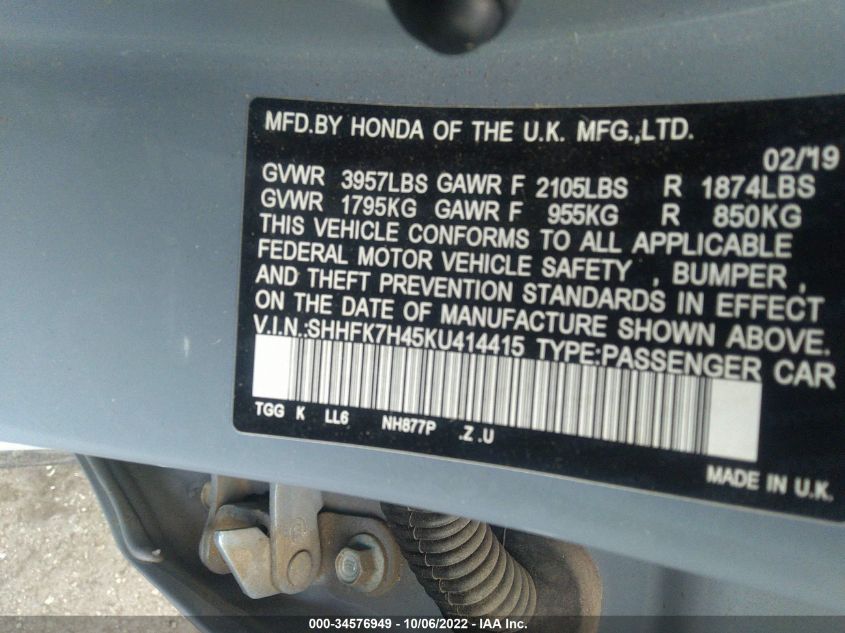 MFD.BY HONDA OF THE U.K. MFG.,LTD.
02/'19
GVWR 3957LBS GAWR F 2105LBS R 1874LBS
GVWR 1795KG GAWR F 955KG R 850KG
THIS VEHICLE CONFORMS TO ALL APPLICABLE
FEDERAL MOTOR VEHICLE SAFETY , BUMPER ,
AND THEFT PREVENTION STANDARDS IN EFFECT
ON THE DATE OF MANUFACTURE SHOWN ABOVE.
V.I.N.:SHHFK7H45KU414415 TYPE:PASSENGER CAR
TGG K LL6 NH877P .Z .U
MADE IN U.K.
000-34576949 - 10/06/2022 - IAA Inc.